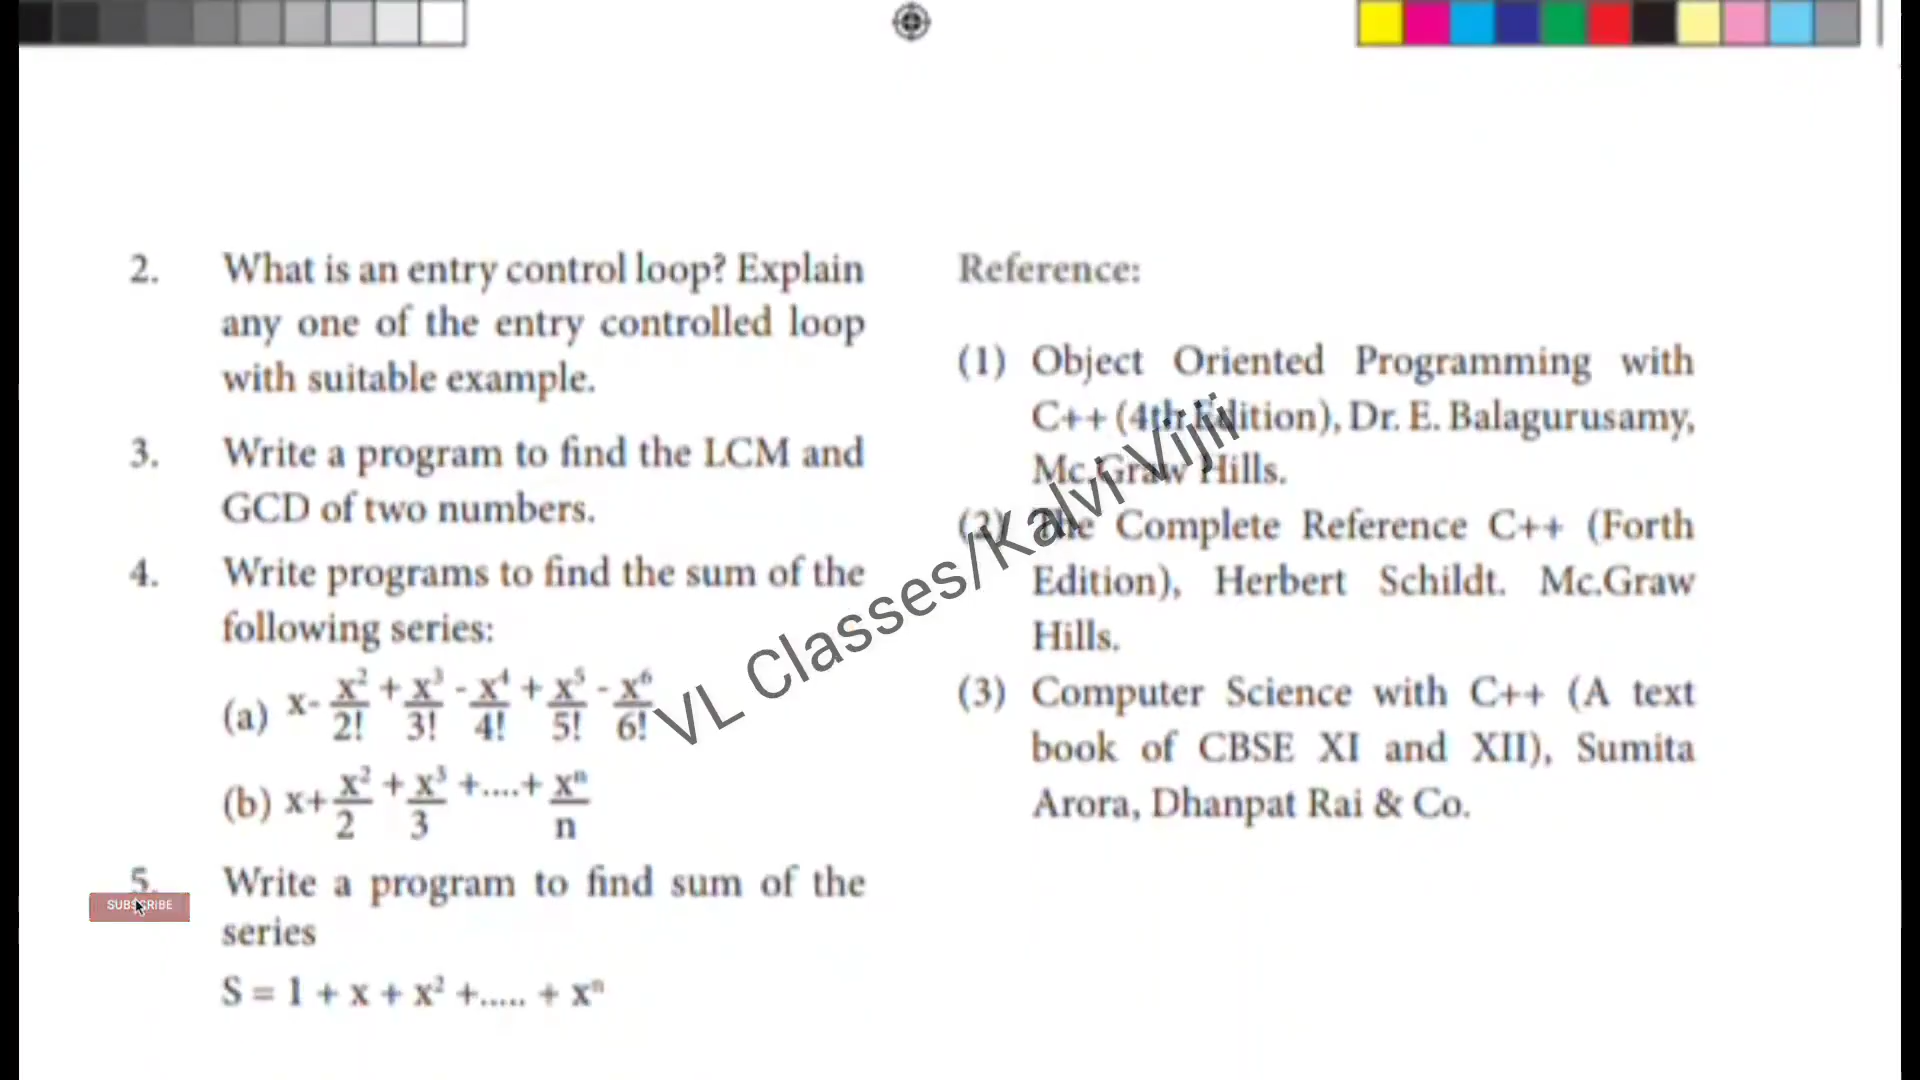 2. What is an entry control loop? Explain
any one of the entry controlled loop
with suitable example.
3. Write a program to find the LCM and
GCD of two numbers.
4. Write programs to find the sum of the
following series:
(a) x- x²/2! + x³/3! - x⁴/4! + x⁵/5! - x⁶/6!
(b) x+ x²/2 + x³/3 +....+ xⁿ/n
5. Write a program to find sum of the
series
S = 1 + x + x² +..... + xⁿ
SUBSCRIBE
Reference:
(1) Object Oriented Programming with
C++ (4th Edition), Dr. E. Balagurusamy,
Mc.Graw Hills.
(2) The Complete Reference C++ (Forth
Edition), Herbert Schildt. Mc.Graw
Hills.
(3) Computer Science with C++ (A text
book of CBSE XI and XII), Sumita
Arora, Dhanpat Rai & Co.
VL Classes/Kalvi Vijii